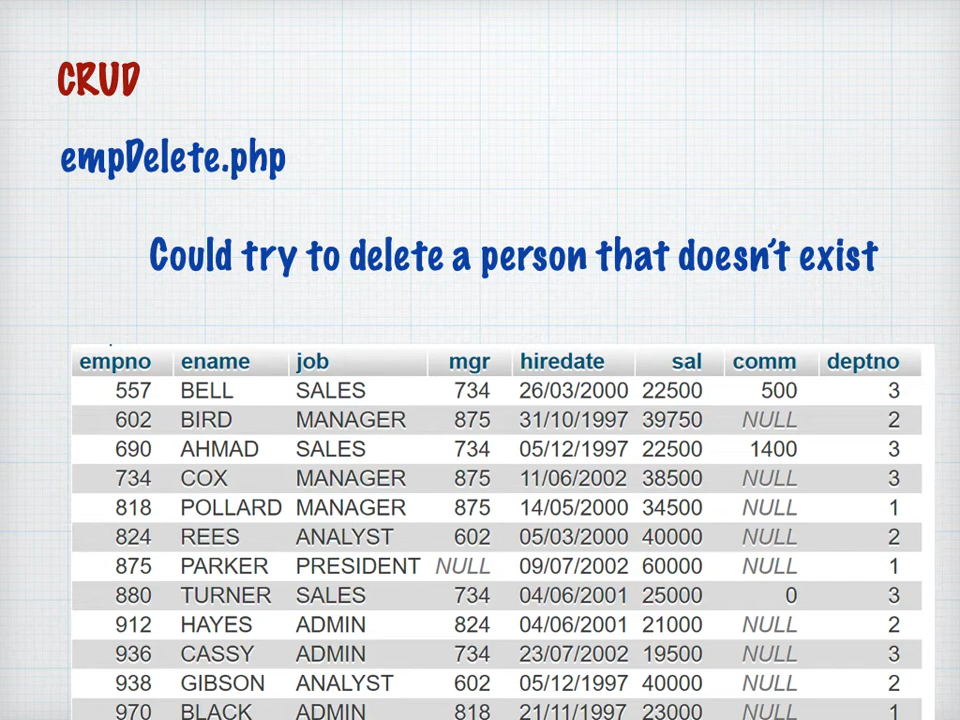 CRUD
empDelete.php
Could try to delete a person that doesn't exist
empno ename job mgr hiredate sal comm deptno
557 BELL SALES 734 26/03/2000 22500 500 3
602 BIRD MANAGER 875 31/10/1997 39750 NULL 2
690 AHMAD SALES 734 05/12/1997 22500 1400 3
734 COX MANAGER 875 11/06/2002 38500 NULL 3
818 POLLARD MANAGER 875 14/05/2000 34500 NULL 1
824 REES ANALYST 602 05/03/2000 40000 NULL 2
875 PARKER PRESIDENT NULL 09/07/2002 60000 NULL 1
880 TURNER SALES 734 04/06/2001 25000 0 3
912 HAYES ADMIN 824 04/06/2001 21000 NULL 2
936 CASSY ADMIN 734 23/07/2002 19500 NULL 3
938 GIBSON ANALYST 602 05/12/1997 40000 NULL 2
970 BLACK ADMIN 818 21/11/1997 23000 NULL 1